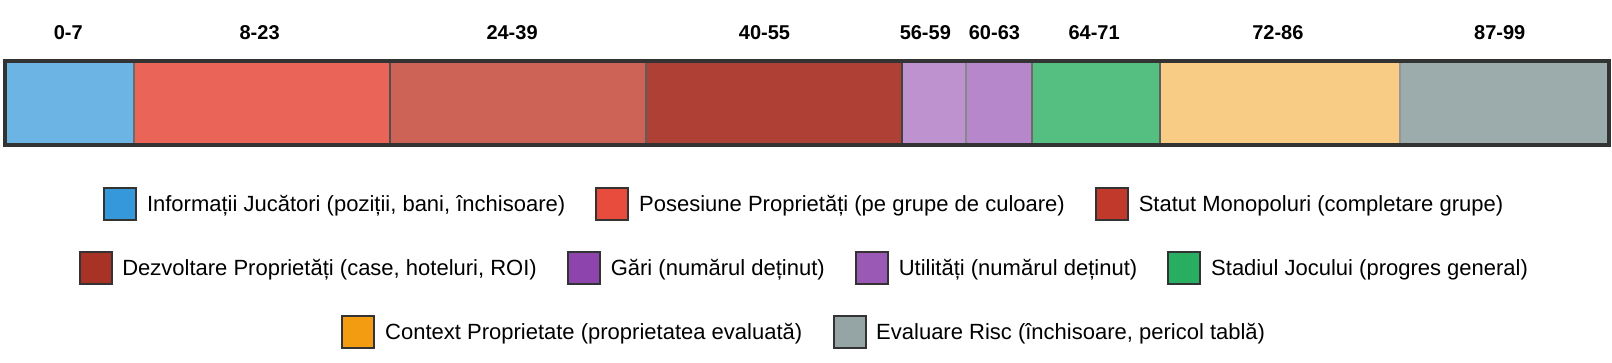 0-7 8-23 24-39 40-55 56-59 60-63 64-71 72-86 87-99
Informații Jucători (poziții, bani, închisoare) Posesiune Proprietăți (pe grupe de culoare) Statut Monopoluri (completare grupe)
Dezvoltare Proprietăți (case, hoteluri, ROI) Gări (numărul deținut) Utilități (numărul deținut) Stadiul Jocului (progres general)
Context Proprietate (proprietatea evaluată) Evaluare Risc (închisoare, pericol tablă)